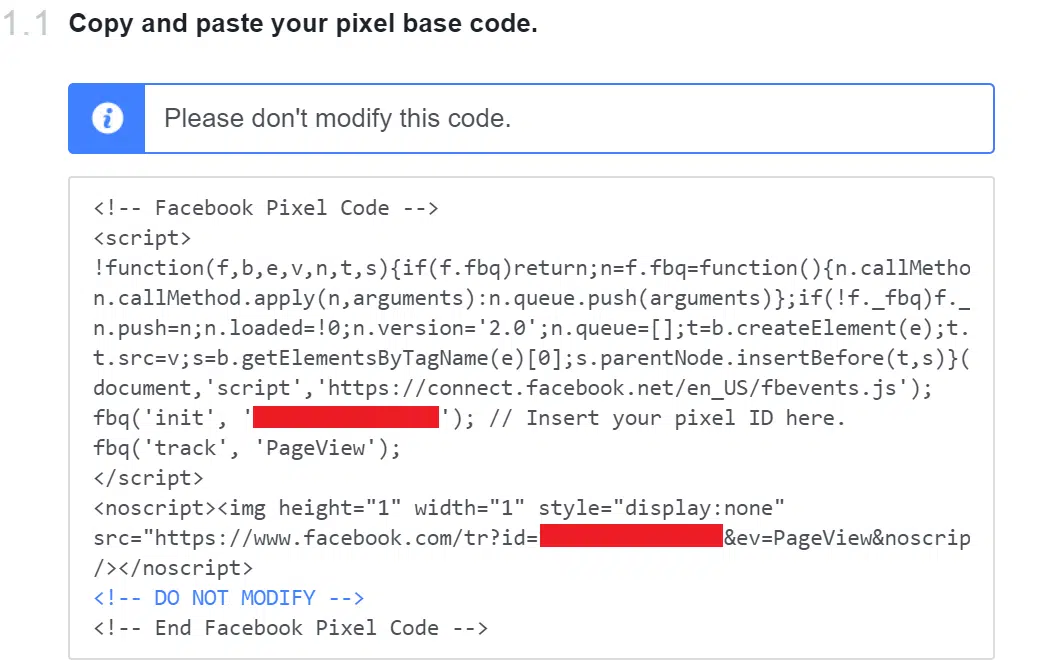 1.1 Copy and paste your pixel base code.
Please don't modify this code.
<!-- Facebook Pixel Code -->
<script>
!function(f,b,e,v,n,t,s){if(f.fbq)return;n=f.fbq=function(){n.callMetho
n.callMethod.apply(n,arguments):n.queue.push(arguments)};if(!f._fbq)f._
n.push=n;n.loaded=!0;n.version='2.0';n.queue=[];t=b.createElement(e);t.
t.src=v;s=b.getElementsByTagName(e)[0];s.parentNode.insertBefore(t,s)}(
document,'script','https://connect.facebook.net/en_US/fbevents.js');
fbq('init', ''); // Insert your pixel ID here.
fbq('track', 'PageView');
</script>
<noscript><img height="1" width="1" style="display:none"
src="https://www.facebook.com/tr?id=&ev=PageView&noscrip
/></noscript>
<!-- DO NOT MODIFY -->
<!-- End Facebook Pixel Code -->